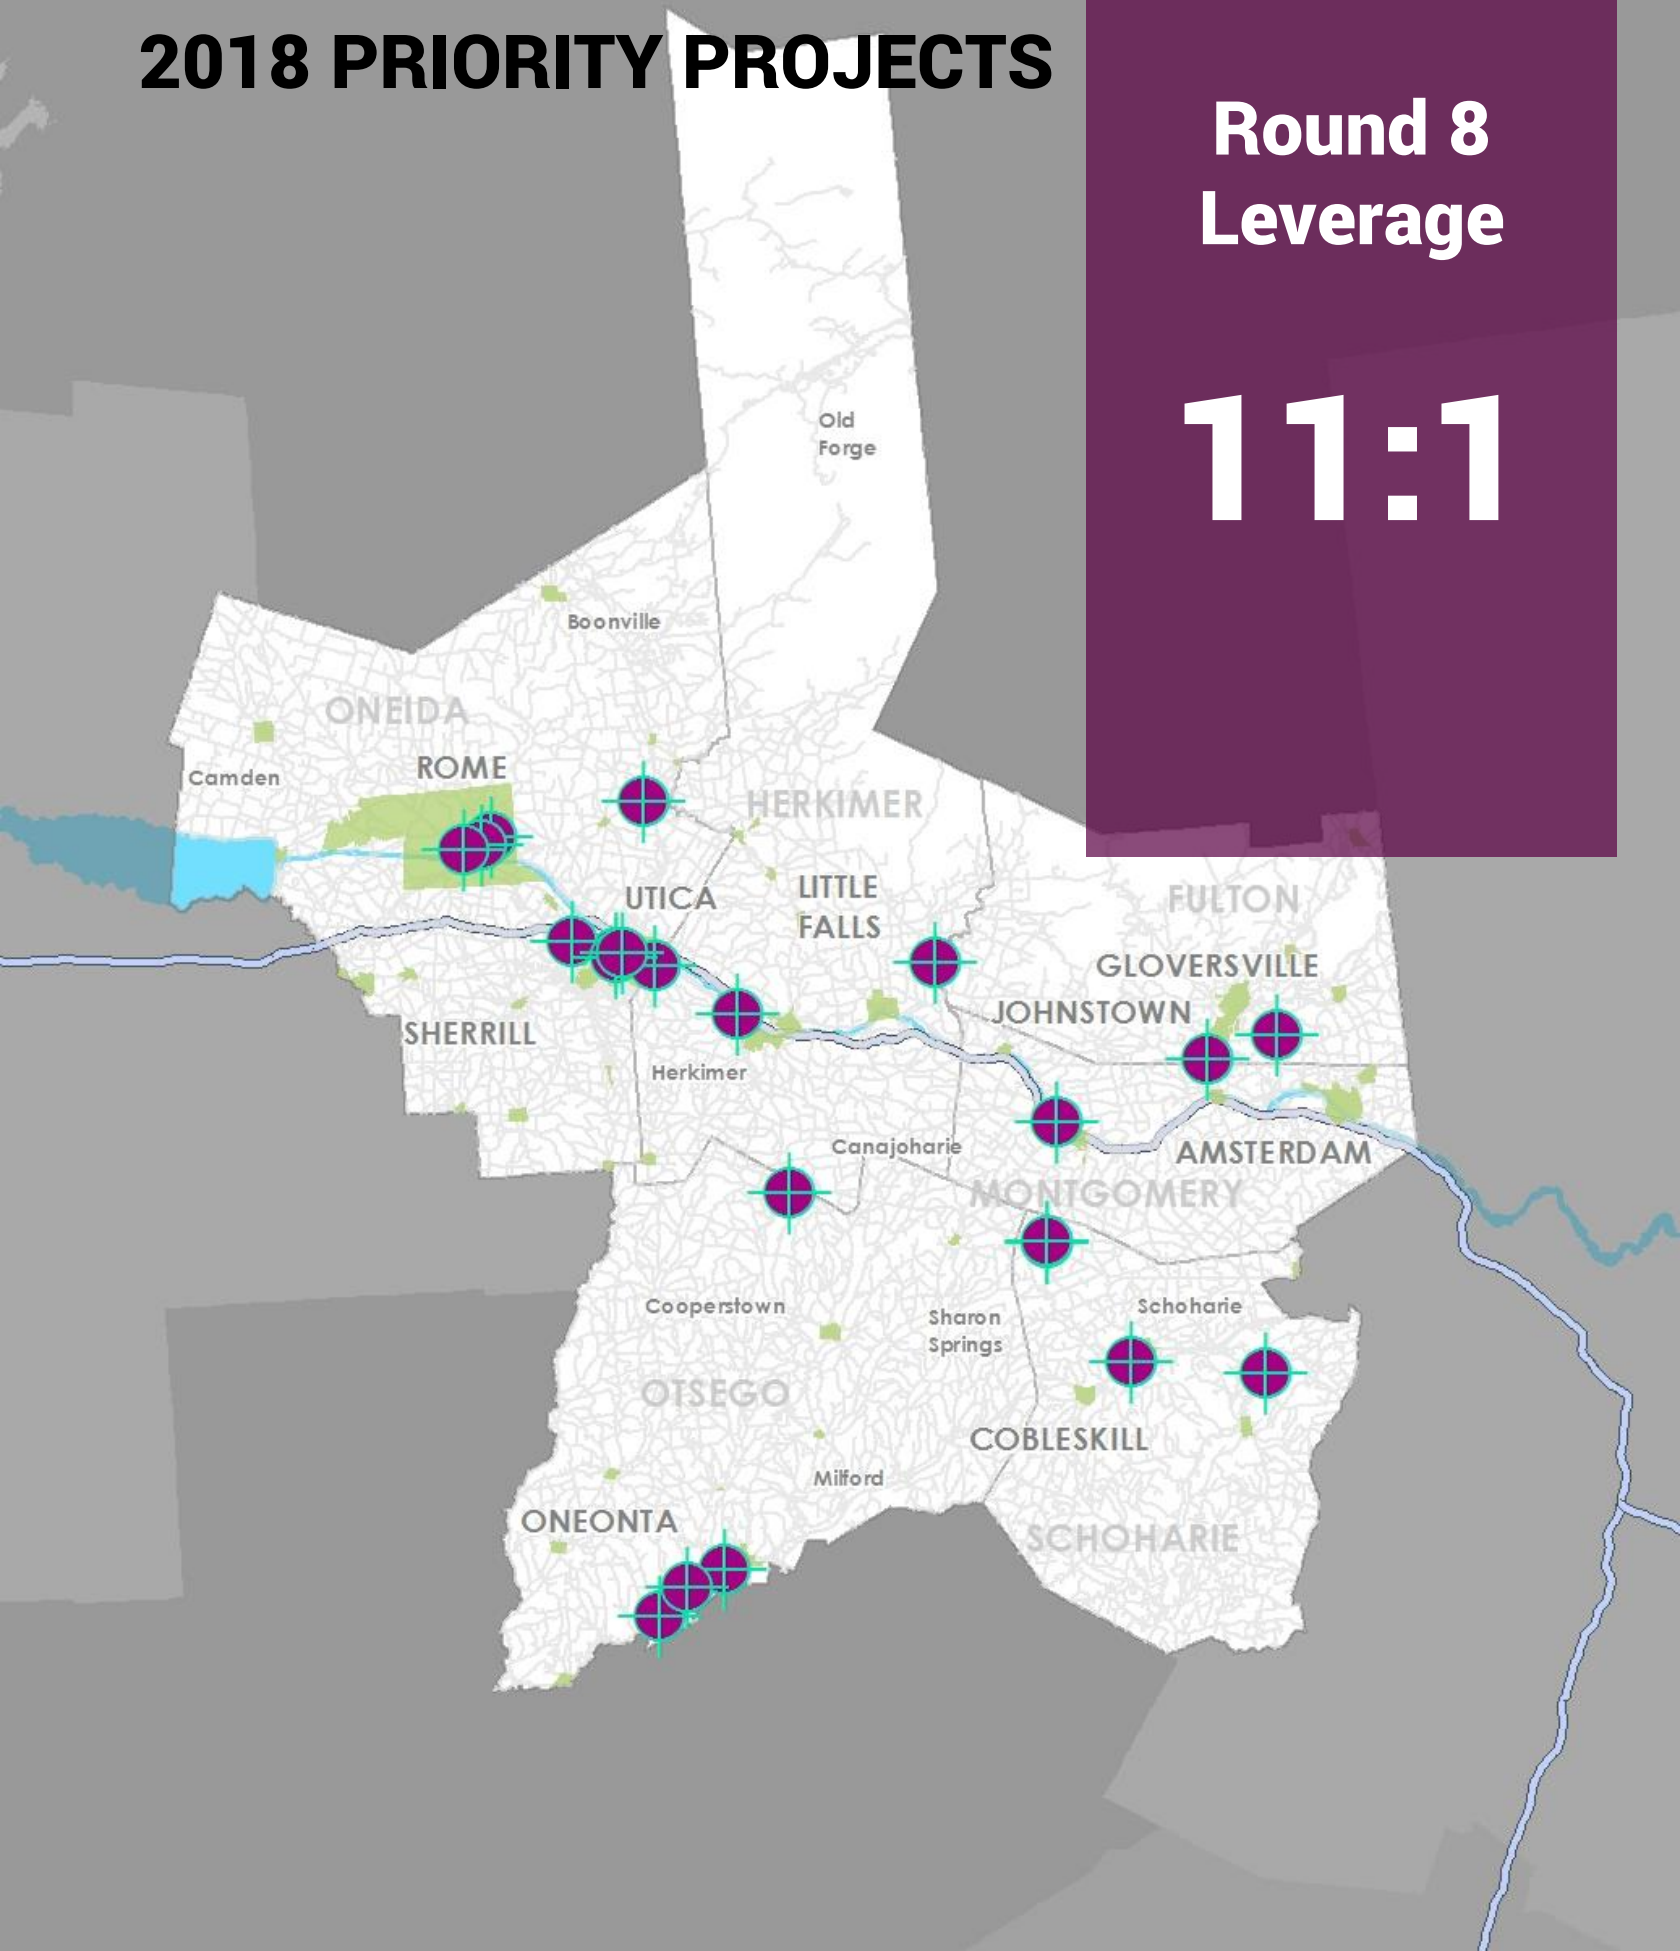 2018 PRIORITY PROJECTS
Round 8
Leverage
11:1
Old
Forge
Boonville
ONEIDA
ROME
Camden
HERKIMER
UTICA
LITTLE
FALLS
FULTON
GLOVERSVILLE
JOHNSTOWN
SHERRILL
Herkimer
Canajoharie
AMSTERDAM
MONTGOMERY
Cooperstown
Sharon
Springs
Schoharie
OTSEGO
COBLESKILL
Milford
ONEONTA
SCHOHARIE